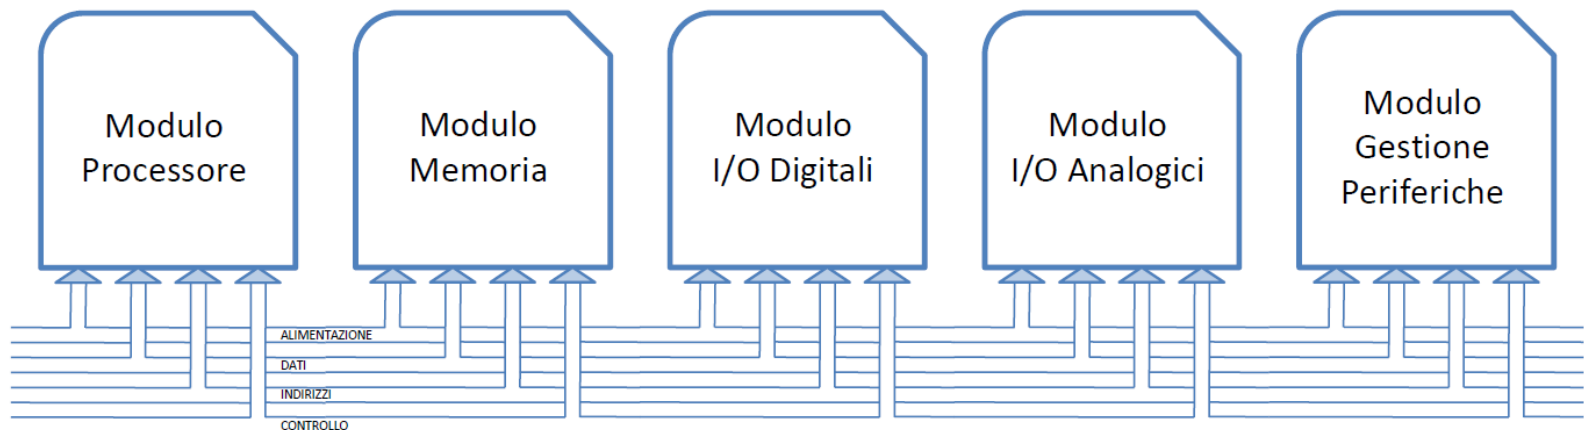 Modulo
Processore
Modulo
Memoria
Modulo
I/O Digitali
Modulo
I/O Analogici
Modulo
Gestione
Periferiche
ALIMENTAZIONE
DATI
INDIRIZZI
CONTROLLO